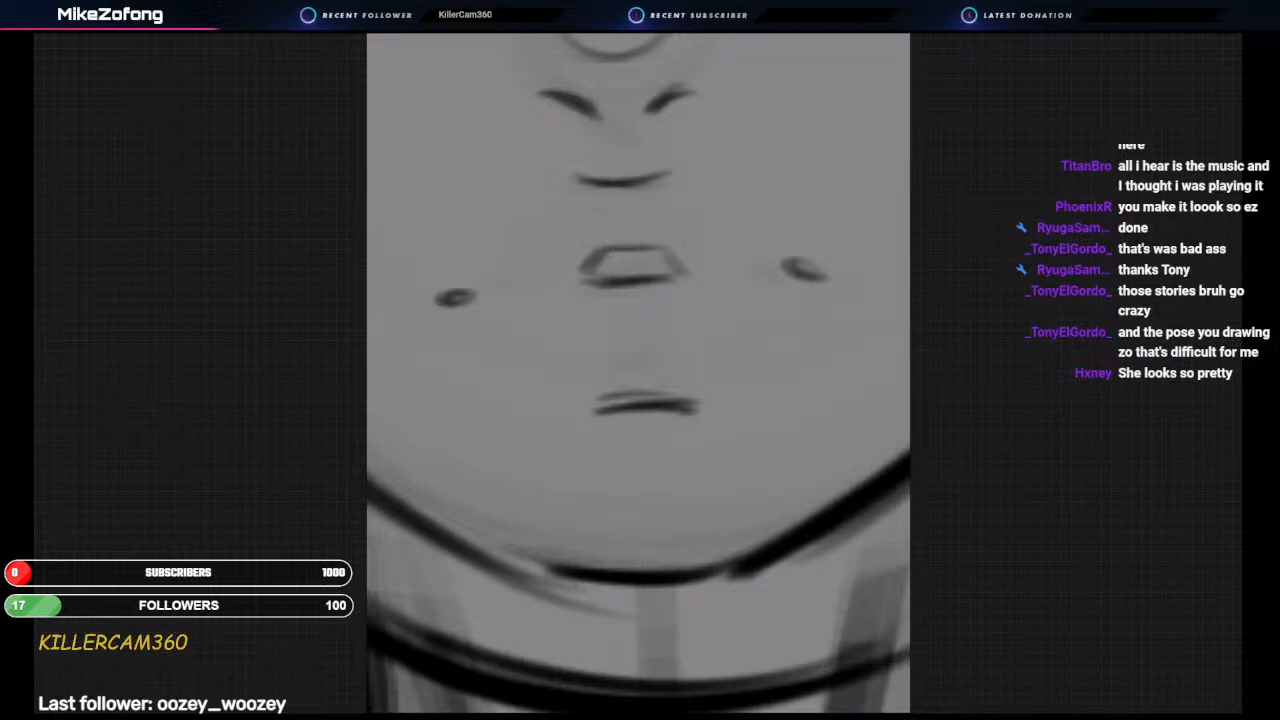 MikeZofong
RECENT FOLLOWER
KillerCam360
RECENT SUBSCRIBER
LATEST DONATION
here
TitanBro all i hear is the music and
I thought i was playing it
PhoenixR you make it loook so ez
RyugaSam... done
_TonyElGordo_ that's was bad ass
RyugaSam... thanks Tony
_TonyElGordo_ those stories bruh go
crazy
_TonyElGordo_ and the pose you drawing
zo that's difficult for me
Hxney She looks so pretty
0 SUBSCRIBERS 1000
17 FOLLOWERS 100
KILLERCAM360
Last follower: oozey_woozey